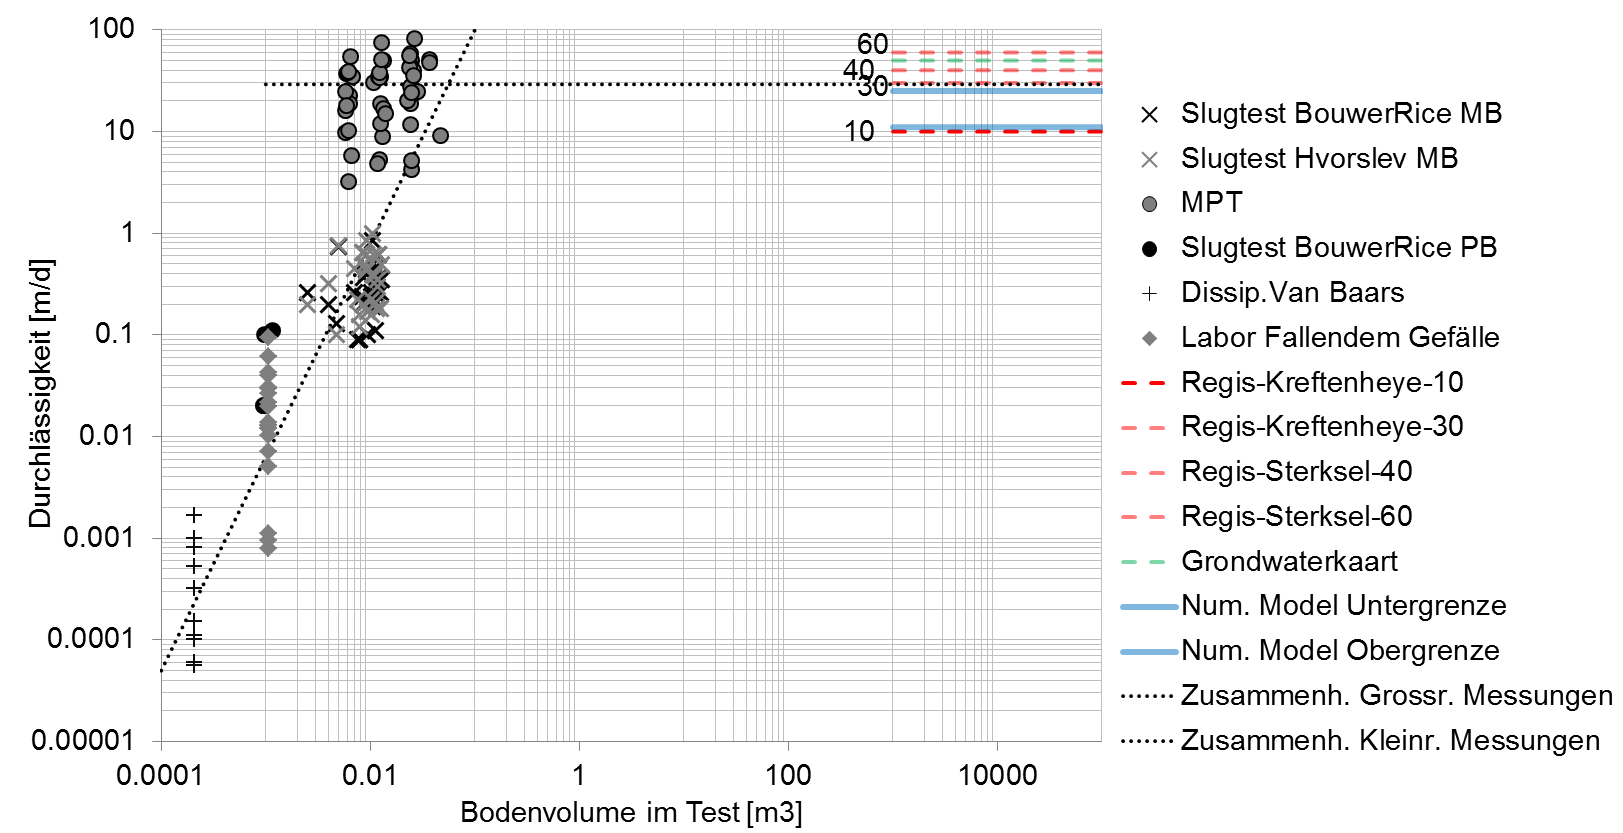 100
10
1
0.1
0.01
0.001
0.0001
0.00001
0.0001
0.01
1
100
10000
Durchlässigkeit [m/d]
Bodenvolume im Test [m3]
60
40
30
10
Slugtest BouwerRice MB
Slugtest Hvorslev MB
MPT
Slugtest BouwerRice PB
Dissip.Van Baars
Labor Fallendem Gefälle
Regis-Kreftenheye-10
Regis-Kreftenheye-30
Regis-Sterksel-40
Regis-Sterksel-60
Grondwaterkaart
Num. Model Untergrenze
Num. Model Obergrenze
Zusammenh. Grossr. Messungen
Zusammenh. Kleinr. Messungen